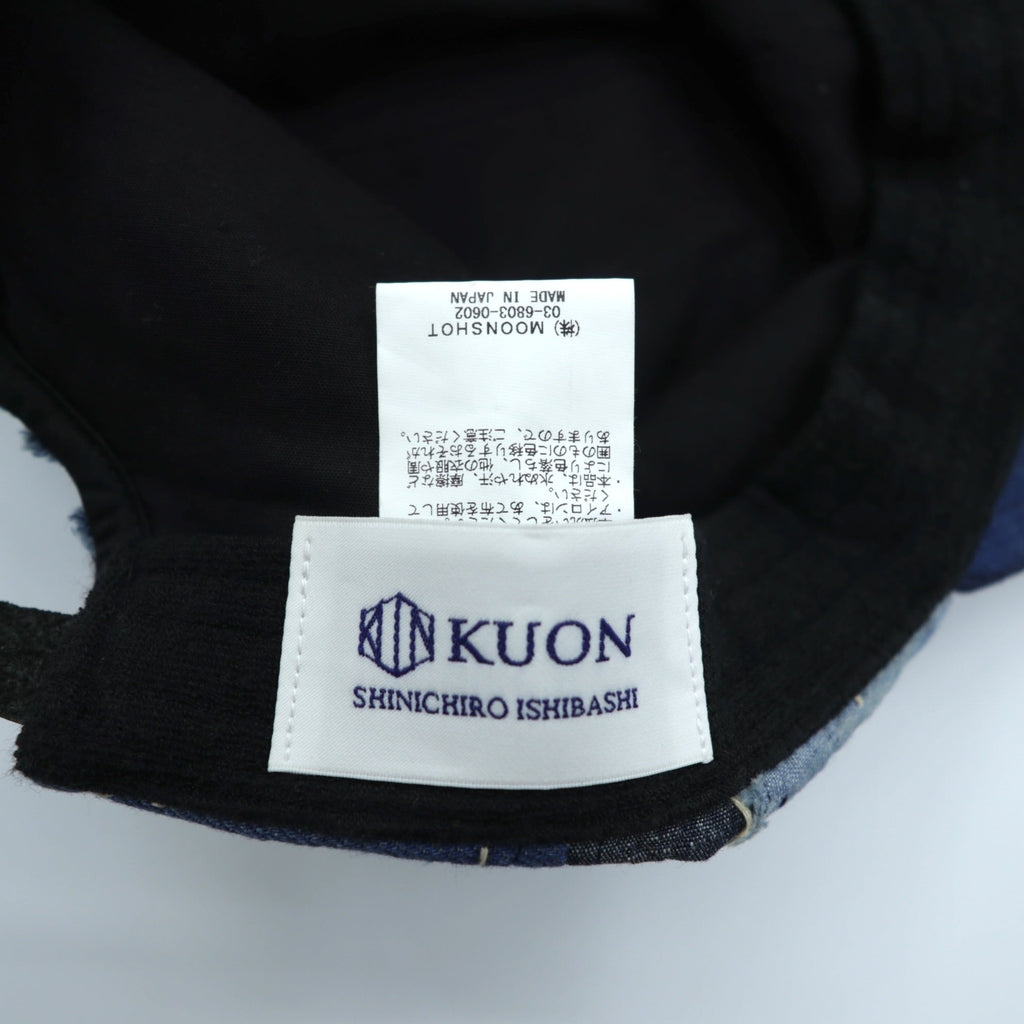 KUON
SHINICHIRO ISHIBASHI
・アイロンは、あて布を使用して
ください。
・本品は、水ぬれや汗、摩擦など
により色落ちし、他の衣服や周
囲のものに色移りするおそれが
ありますので、ご注意ください。
(株) MOONSHOT
03-6803-0602
MADE IN JAPAN